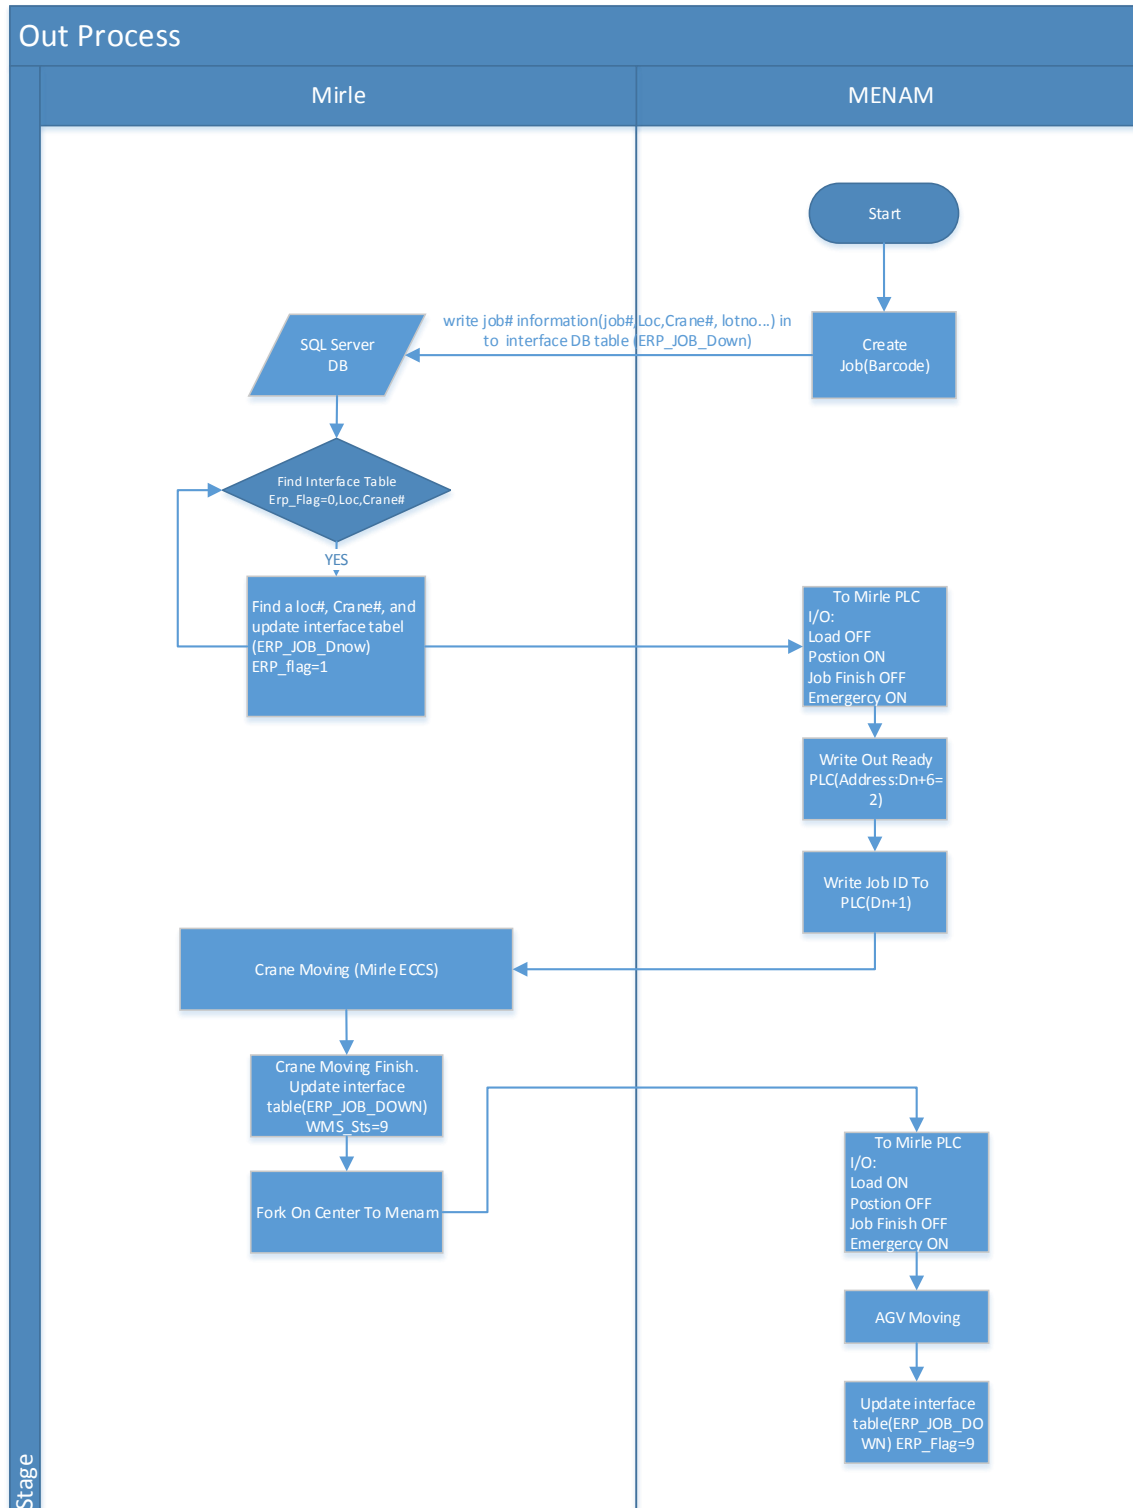 Out Process
Mirle
MENAM
Start
write job# information(job#,Loc,Crane#, lotno...) in
to interface DB table (ERP_JOB_Down)
SQL Server
DB
Create
Job(Barcode)
Find Interface Table
Erp_Flag=0,Loc,Crane#
YES
Find a loc#, Crane#, and
update interface tabel
(ERP_JOB_Dnow)
ERP_flag=1
To Mirle PLC
I/O:
Load OFF
Postion ON
Job Finish OFF
Emergercy ON
Write Out Ready
PLC(Address:Dn+6=
2)
Write Job ID To
PLC(Dn+1)
Crane Moving (Mirle ECCS)
Crane Moving Finish.
Update interface
table(ERP_JOB_DOWN)
WMS_Sts=9
Fork On Center To Menam
To Mirle PLC
I/O:
Load ON
Postion OFF
Job Finish OFF
Emergercy ON
AGV Moving
Update interface
table(ERP_JOB_DO
WN) ERP_Flag=9
Stage